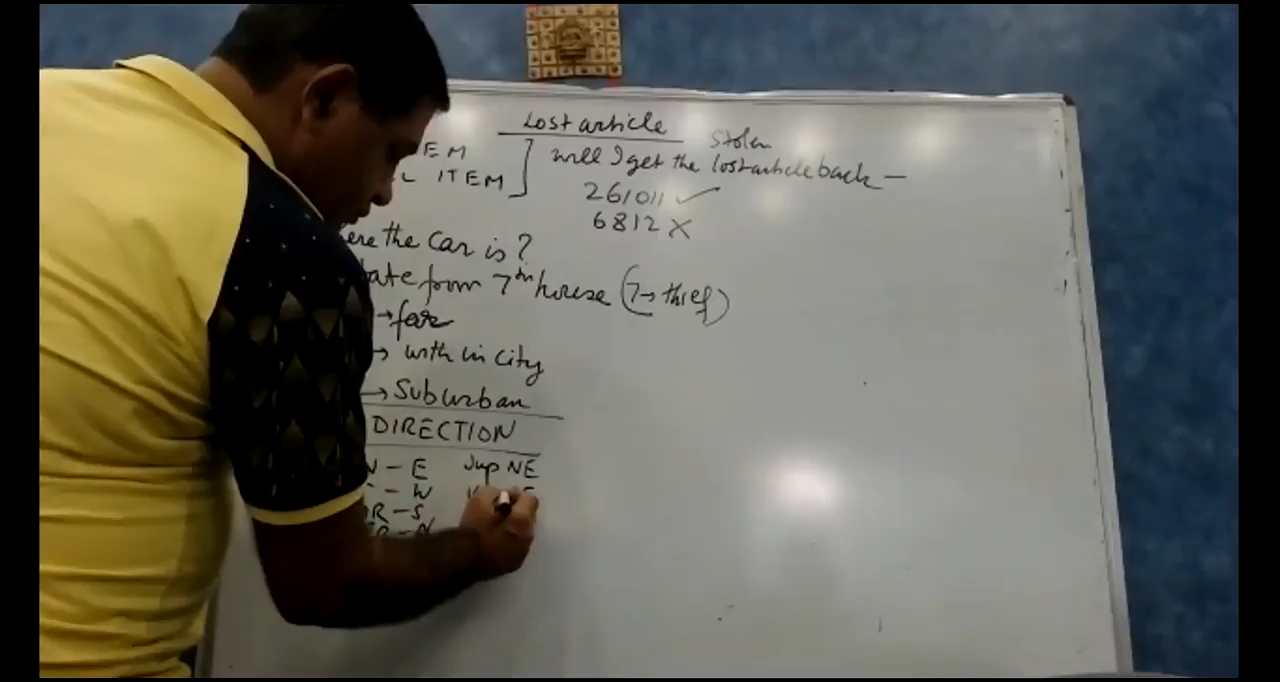 Lost article
Stolen
EM
ITEM ] will I get the lost article back —
261011 ✓
6812 X
ere the Car is?
ate from 7th house (7→ thief)
→ far
→ with in city
→ Suburban
DIRECTION
N – E Jup NE
– W
R – S
R – N